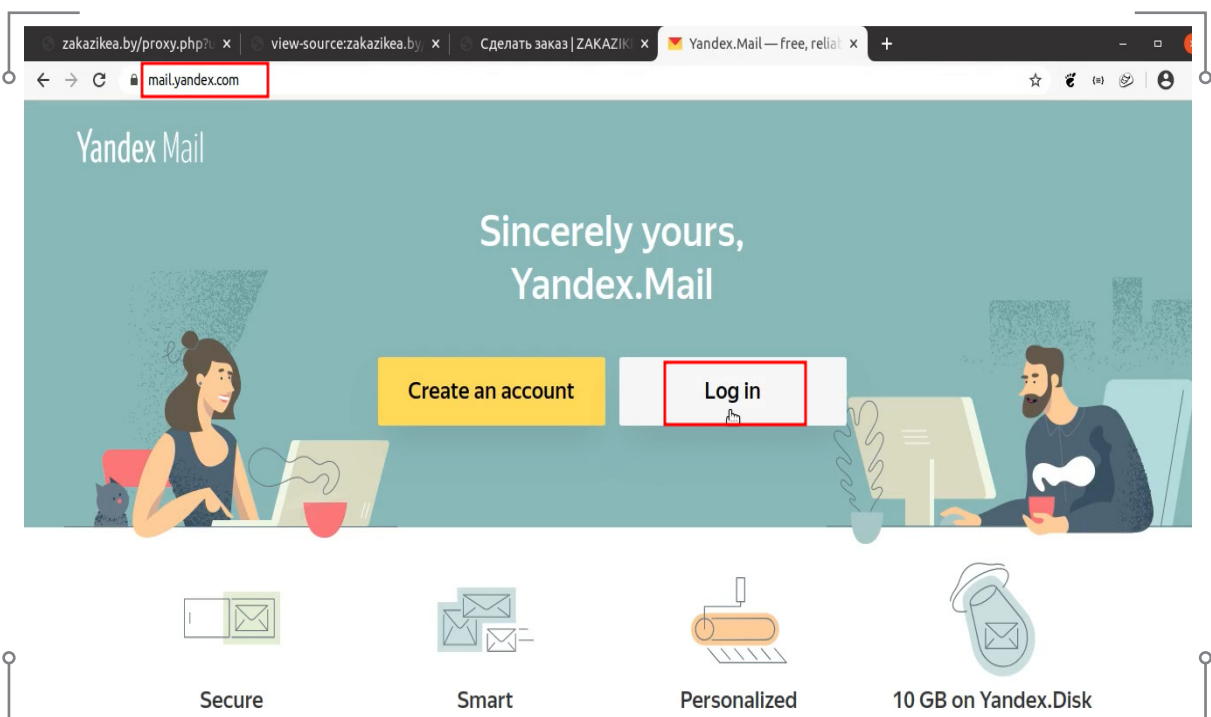 zakazikea.by/proxy.php?u
view-source:zakazikea.by/
Сделать заказ | ZAKAZIK
Yandex.Mail — free, relia
mail.yandex.com
Yandex Mail
Sincerely yours,
Yandex.Mail
Create an account
Log in
Secure
Smart
Personalized
10 GB on Yandex.Disk